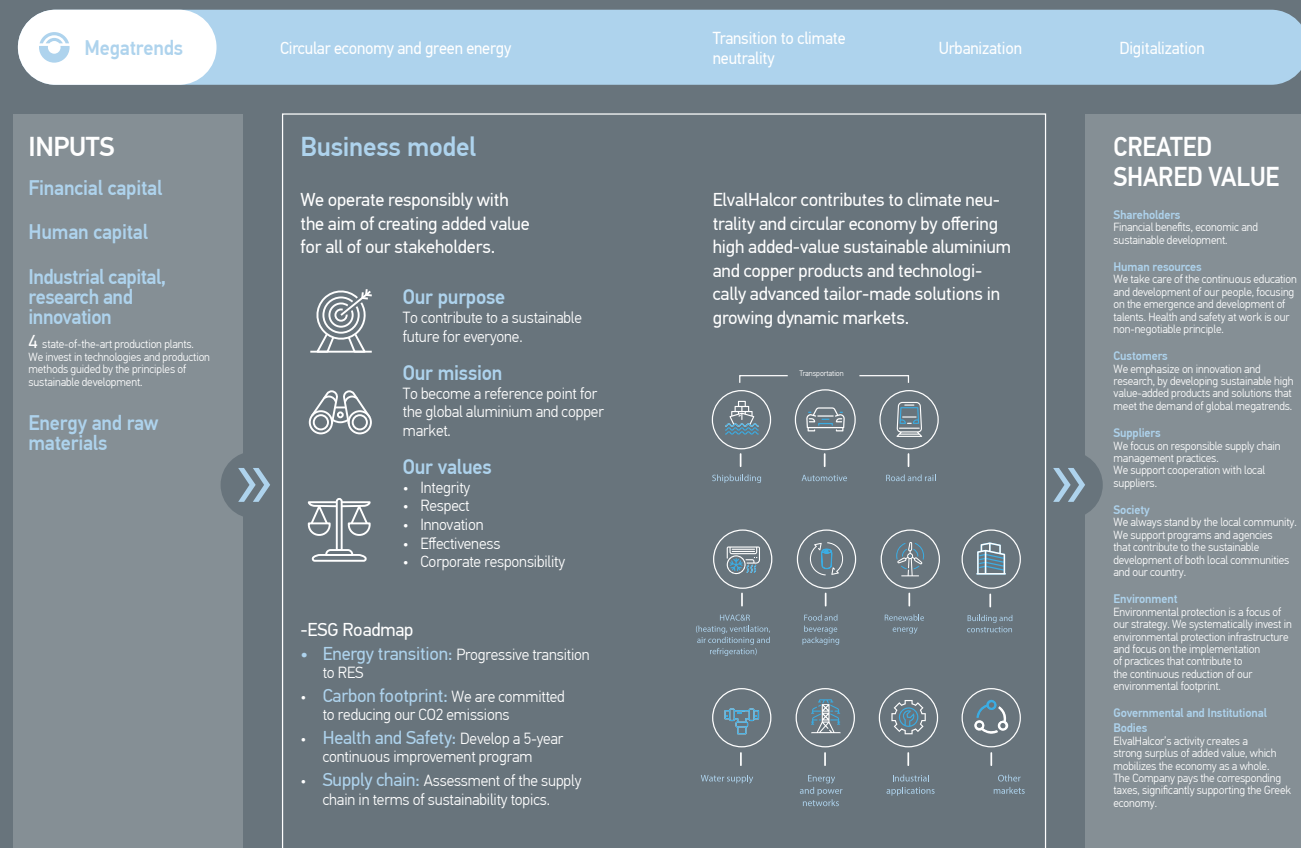 Megatrends
Circular economy and green energy
Transition to climate
neutrality
Urbanization
Digitalization
INPUTS
Financial capital
Human capital
Industrial capital,
research and
innovation
4 state-of-the-art production plants.
We invest in technologies and production
methods guided by the principles of
sustainable development.
Energy and raw
materials
Business model
We operate responsibly with
the aim of creating added value
for all of our stakeholders.
Our purpose
To contribute to a sustainable
future for everyone.
Our mission
To become a reference point for
the global aluminium and copper
market.
Our values
• Integrity
• Respect
• Innovation
• Effectiveness
• Corporate responsibility
-ESG Roadmap
• Energy transition: Progressive transition
to RES
• Carbon footprint: We are committed
to reducing our CO2 emissions
• Health and Safety: Develop a 5-year
continuous improvement program
• Supply chain: Assessment of the supply
chain in terms of sustainability topics.
ElvalHalcor contributes to climate neu-
trality and circular economy by offering
high added-value sustainable aluminium
and copper products and technologi-
cally advanced tailor-made solutions in
growing dynamic markets.
Transportation
Shipbuilding
Automotive
Road and rail
HVAC&R
(heating, ventilation,
air conditioning and
refrigeration)
Food and
beverage
packaging
Renewable
energy
Building and
construction
Water supply
Energy
and power
networks
Industrial
applications
Other
markets
CREATED
SHARED VALUE
Shareholders
Financial benefits, economic and
sustainable development.
Human resources
We take care of the continuous education
and development of our people, focusing
on the emergence and development of
talents. Health and safety at work is our
non-negotiable principle.
Customers
We emphasize on innovation and
research, by developing sustainable high
value-added products and solutions that
meet the demand of global megatrends.
Suppliers
We focus on responsible supply chain
management practices.
We support cooperation with local
suppliers.
Society
We always stand by the local community.
We support programs and agencies
that contribute to the sustainable
development of both local communities
and our country.
Environment
Environmental protection is a focus of
our strategy. We systematically invest in
environmental protection infrastructure
and focus on the implementation
of practices that contribute to
the continuous reduction of our
environmental footprint.
Governmental and Institutional
Bodies
ElvalHalcor's activity creates a
strong surplus of added value, which
mobilizes the economy as a whole.
The Company pays the corresponding
taxes, significantly supporting the Greek
economy.